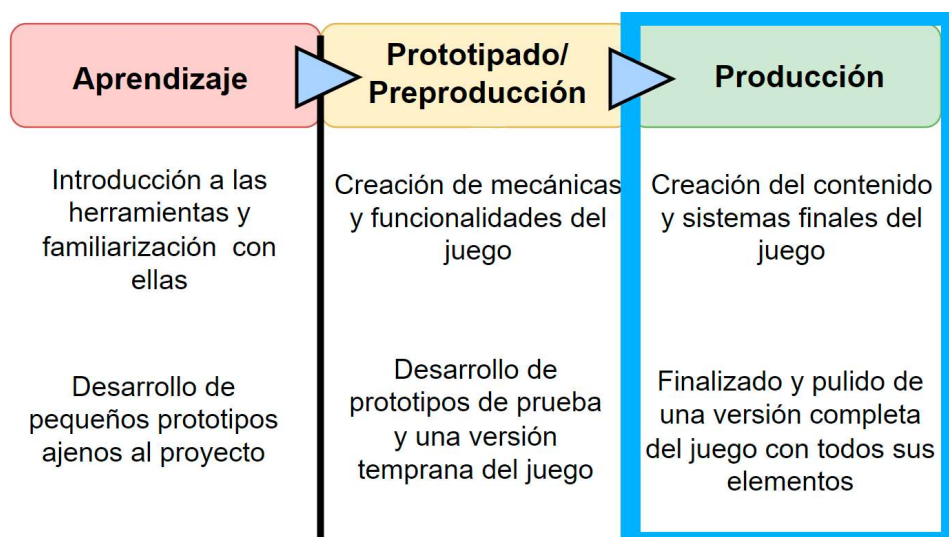 Aprendizaje
Prototipado/
Preproducción
Producción
Introducción a las
herramientas y
familiarización con
ellas
Creación de mecánicas
y funcionalidades del
juego
Creación del contenido
y sistemas finales del
juego
Desarrollo de
pequeños prototipos
ajenos al proyecto
Desarrollo de
prototipos de prueba
y una versión
temprana del juego
Finalizado y pulido de
una versión completa
del juego con todos sus
elementos